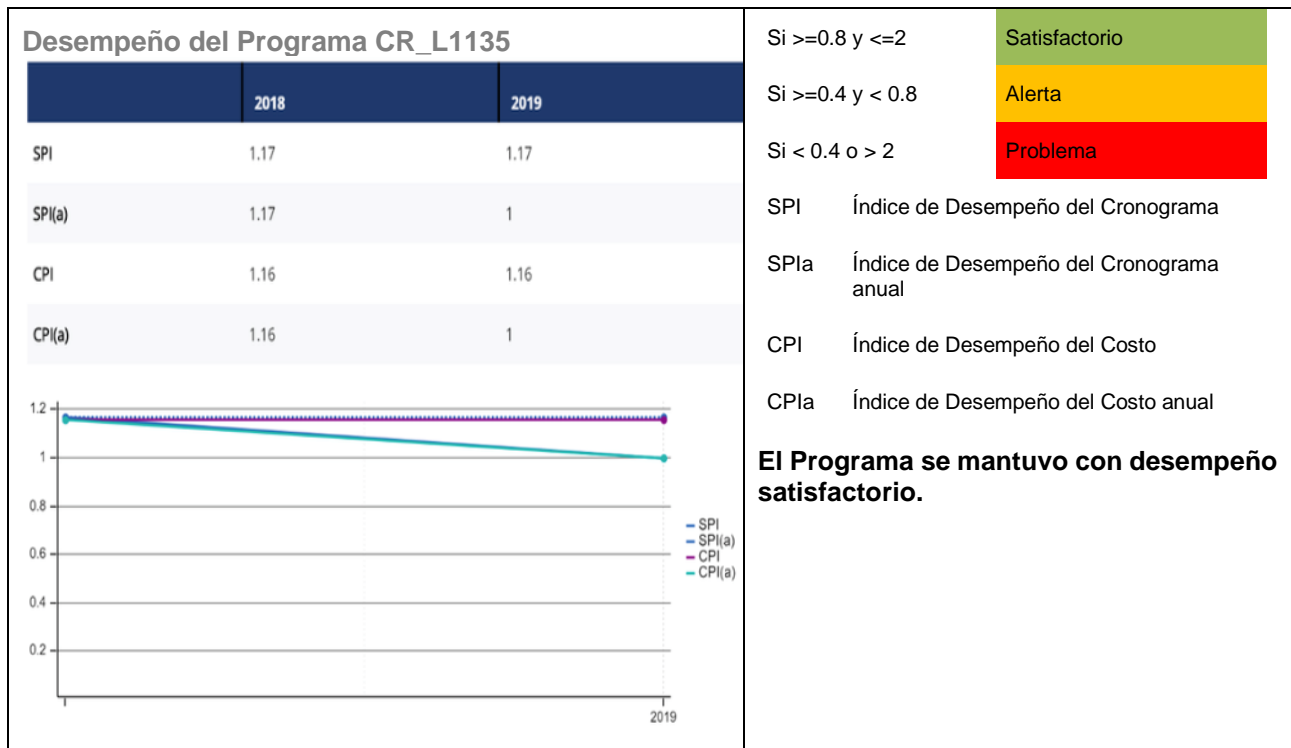 Desempeño del Programa CR_L1135
2018 2019
SPI 1.17 1.17
SPI(a) 1.17 1
CPI 1.16 1.16
CPI(a) 1.16 1
1.2
1
0.8
0.6
0.4
0.2
2019
SPI
SPI(a)
CPI
CPI(a)
Si >=0.8 y <=2 Satisfactorio
Si >=0.4 y < 0.8 Alerta
Si < 0.4 o > 2 Problema
SPI Índice de Desempeño del Cronograma
SPIa Índice de Desempeño del Cronograma
anual
CPI Índice de Desempeño del Costo
CPIa Índice de Desempeño del Costo anual
El Programa se mantuvo con desempeño
satisfactorio.